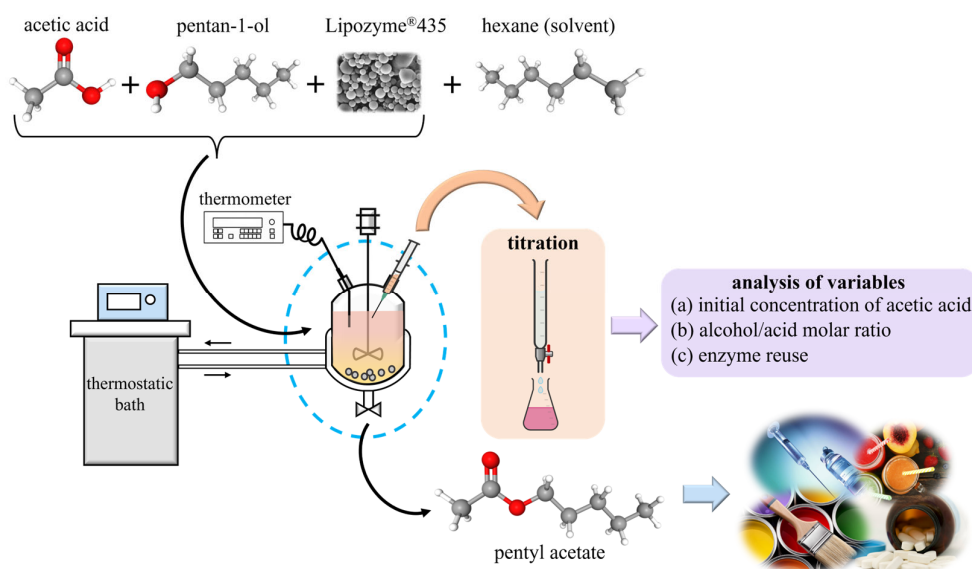 acetic acid
pentan-1-ol
Lipozyme®435
hexane (solvent)
+
+
+
thermometer
titration
analysis of variables
(a) initial concentration of acetic acid
(b) alcohol/acid molar ratio
(c) enzyme reuse
thermostatic
bath
pentyl acetate